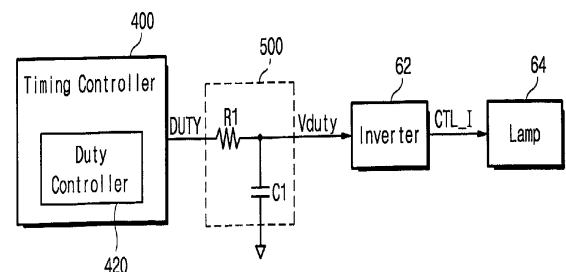 400
500
62
64
Timing Controller
DUTY
R1
Vduty
Inverter
CTL_I
Lamp
Duty
Controller
C1
420